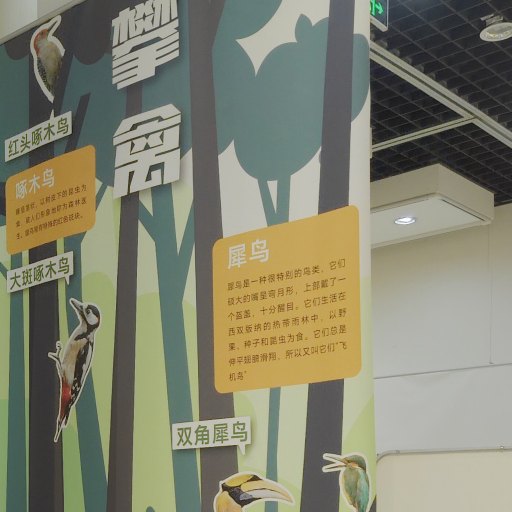 攀
禽
红头啄木鸟
啄木鸟
大斑啄木鸟
犀鸟
犀鸟是一种很特别的鸟类，它们
硕大的嘴是弯月形，上部戴了一
个盔盖，十分醒目。它们生活在
西双版纳的热带雨林中，以野
果、种子和昆虫为食。它们总是
伸平翅膀滑翔，所以又叫它们“飞
机鸟”
双角犀鸟